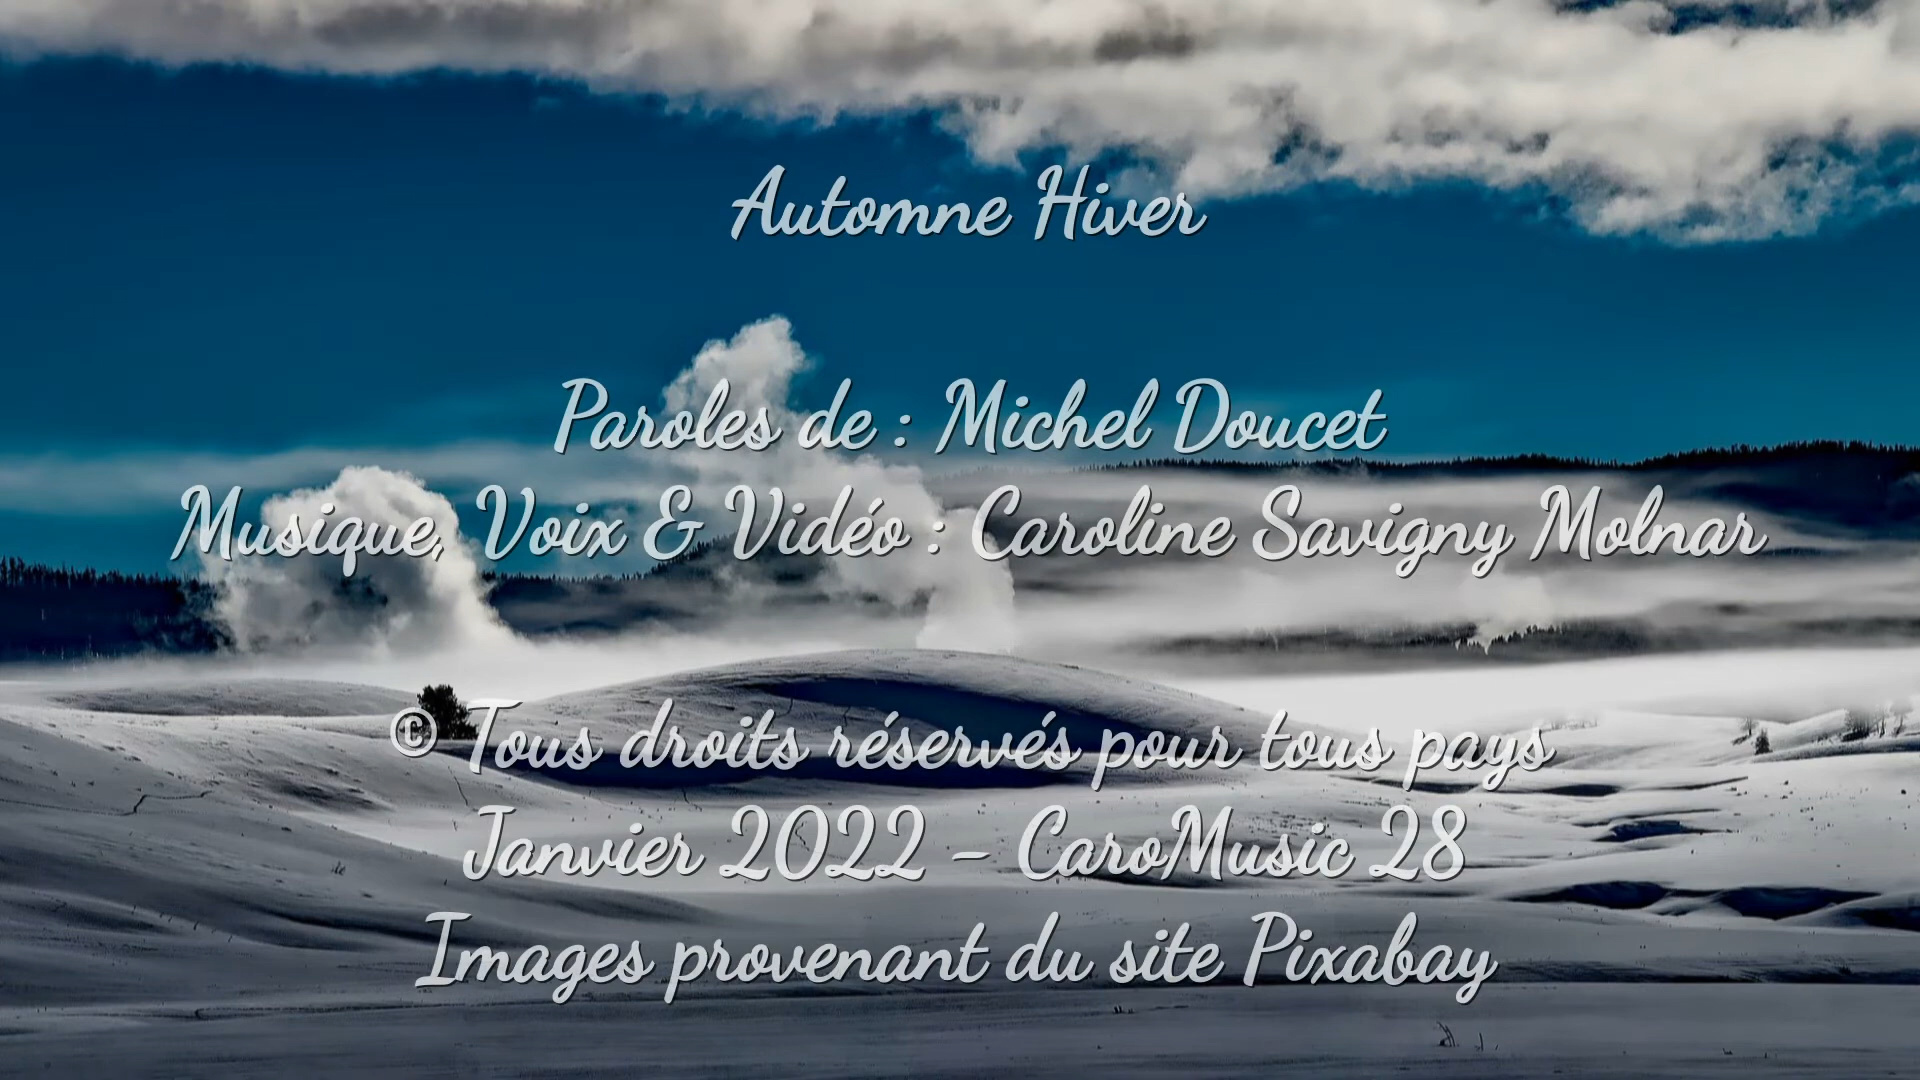 Automne Hiver
Paroles de : Michel Doucet
Musique, Voix & Vidéo : Caroline Savigny Molnar
© Tous droits réservés pour tous pays
Janvier 2022 - CaroMusic 28
Images provenant du site Pixabay